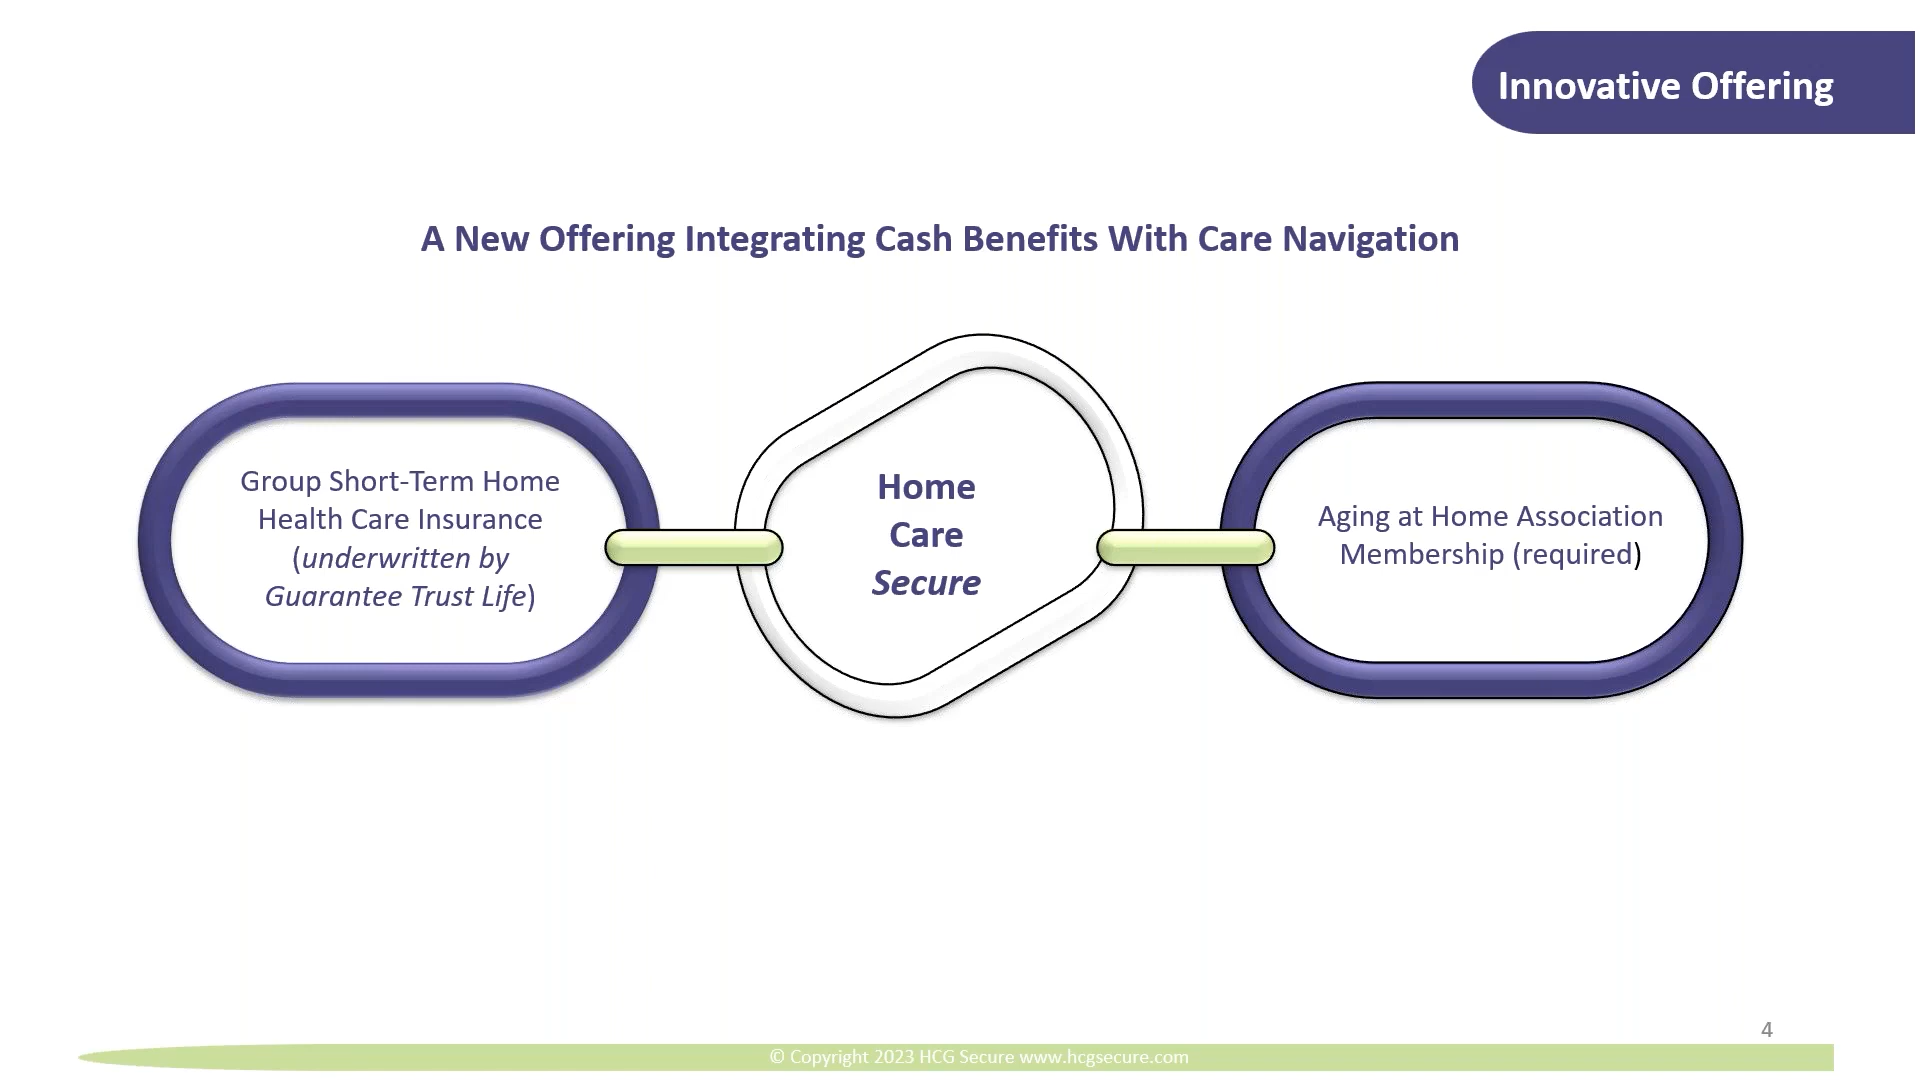 Innovative Offering
A New Offering Integrating Cash Benefits With Care Navigation
Group Short-Term Home
Health Care Insurance
(underwritten by
Guarantee Trust Life)
Home
Care
Secure
Aging at Home Association
Membership (required)
4
© Copyright 2023 HCG Secure www.hcgsecure.com